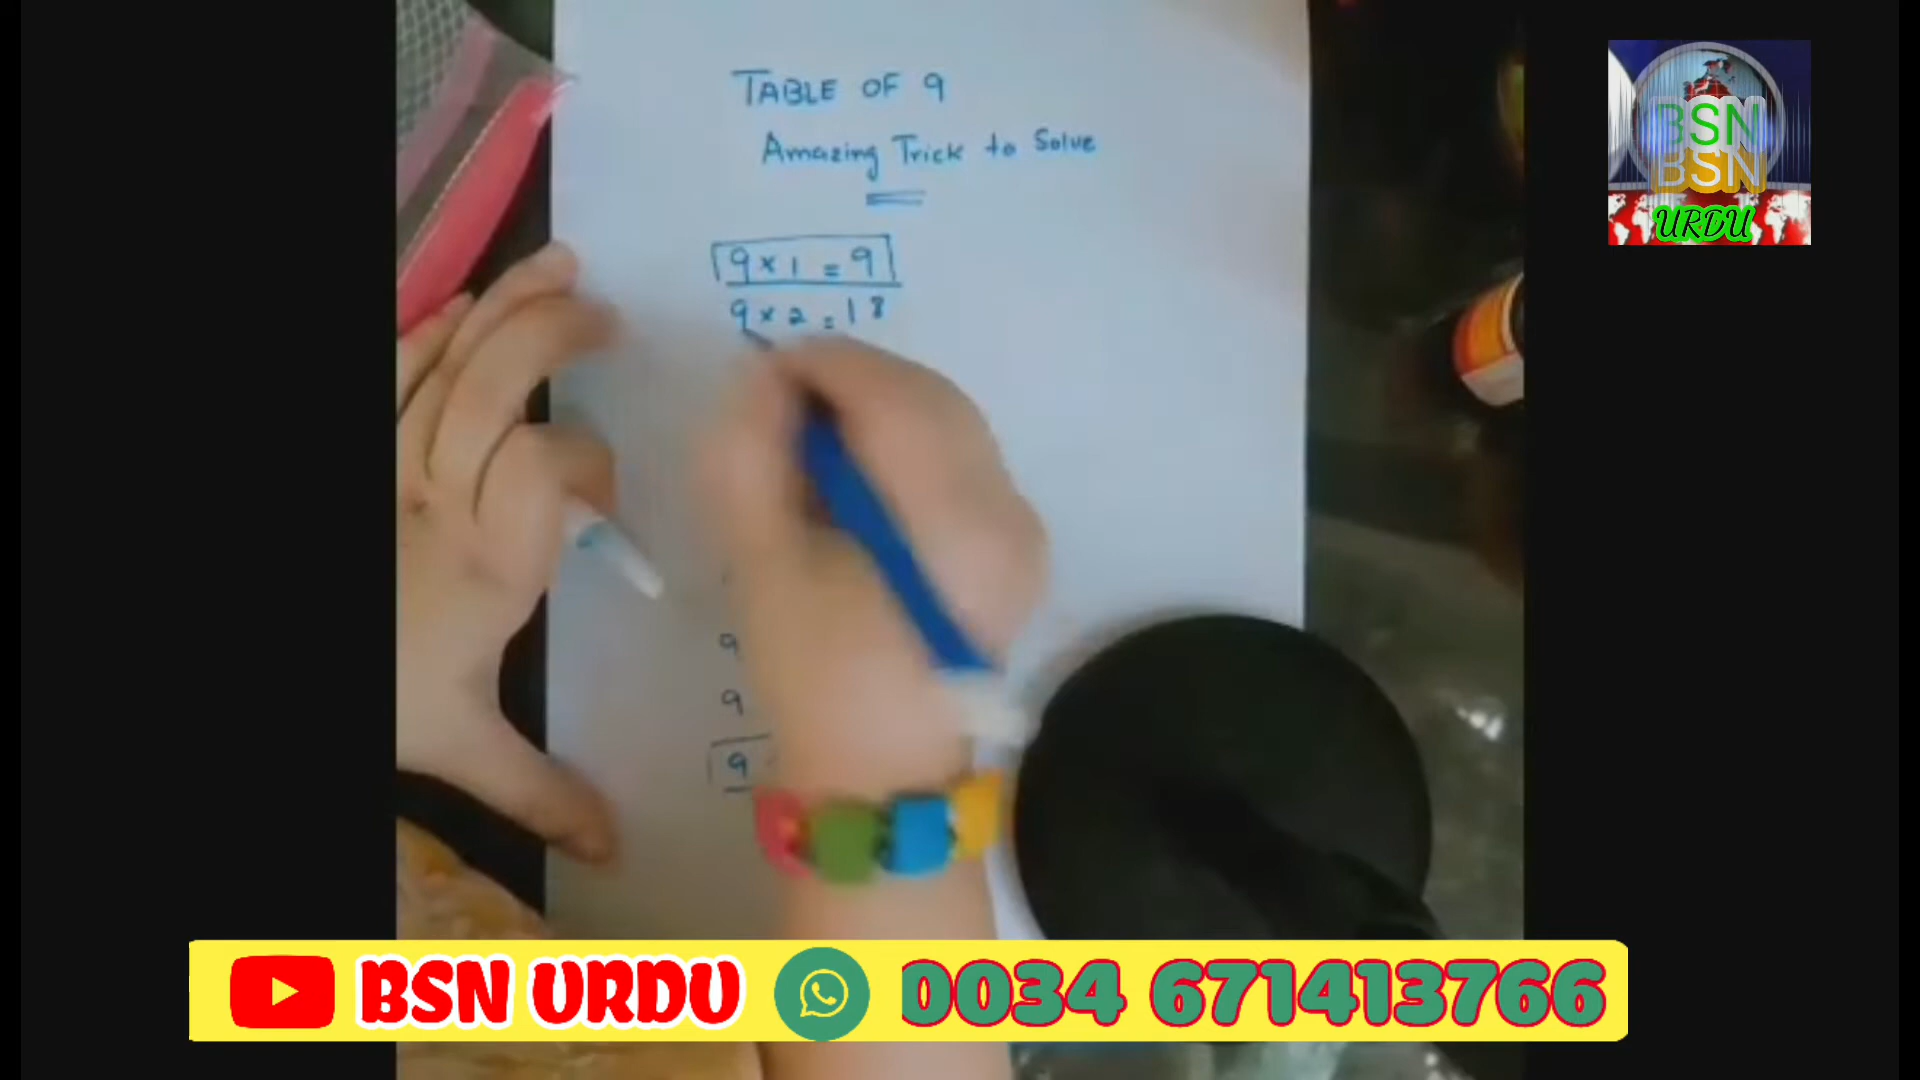 TABLE OF 9
Amazing Trick to Solve
9 × 1 = 9
9 × 2 = 18
9
9
9
BSN
BSN
URDU
BSN URDU 0034 671413766